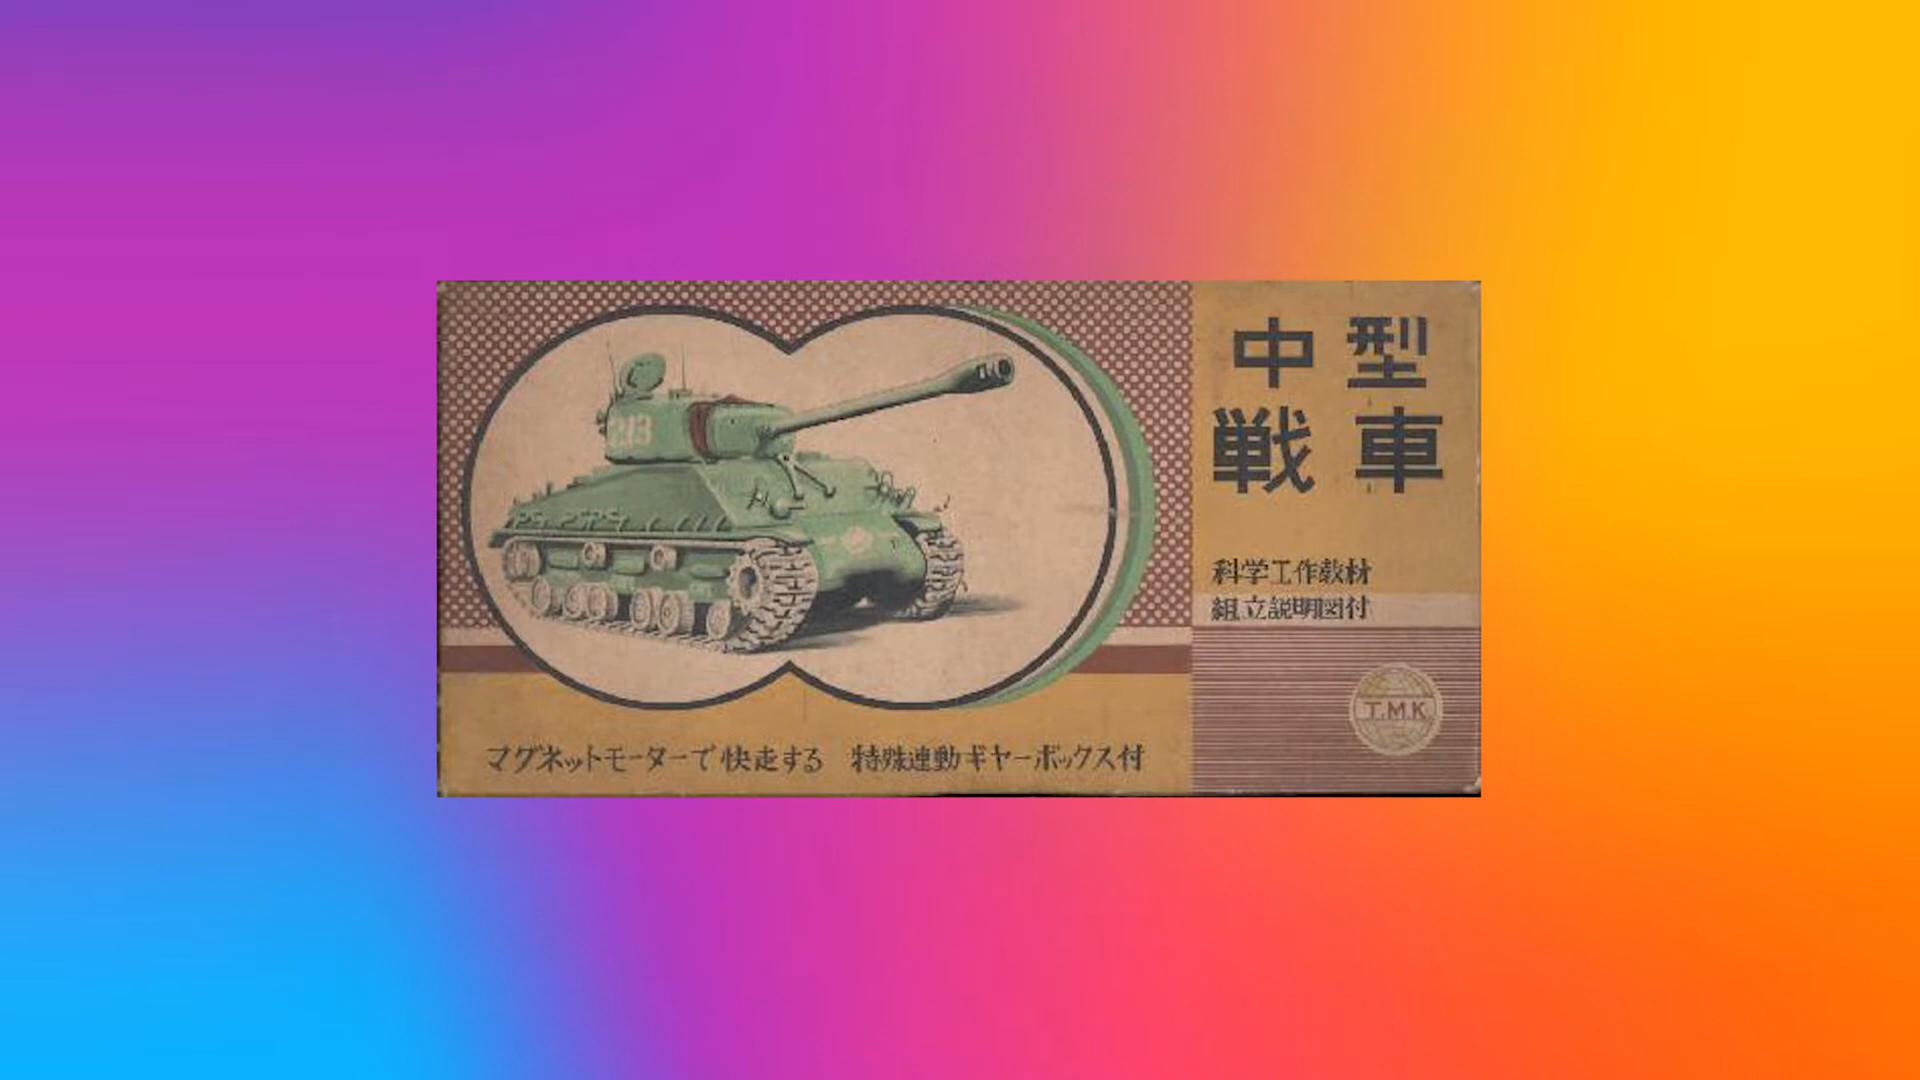 中型
戦車
科学工作教材
組立説明図付
T.M.K.
213
マグネットモーターで快走する 特殊連動ギヤーボックス付